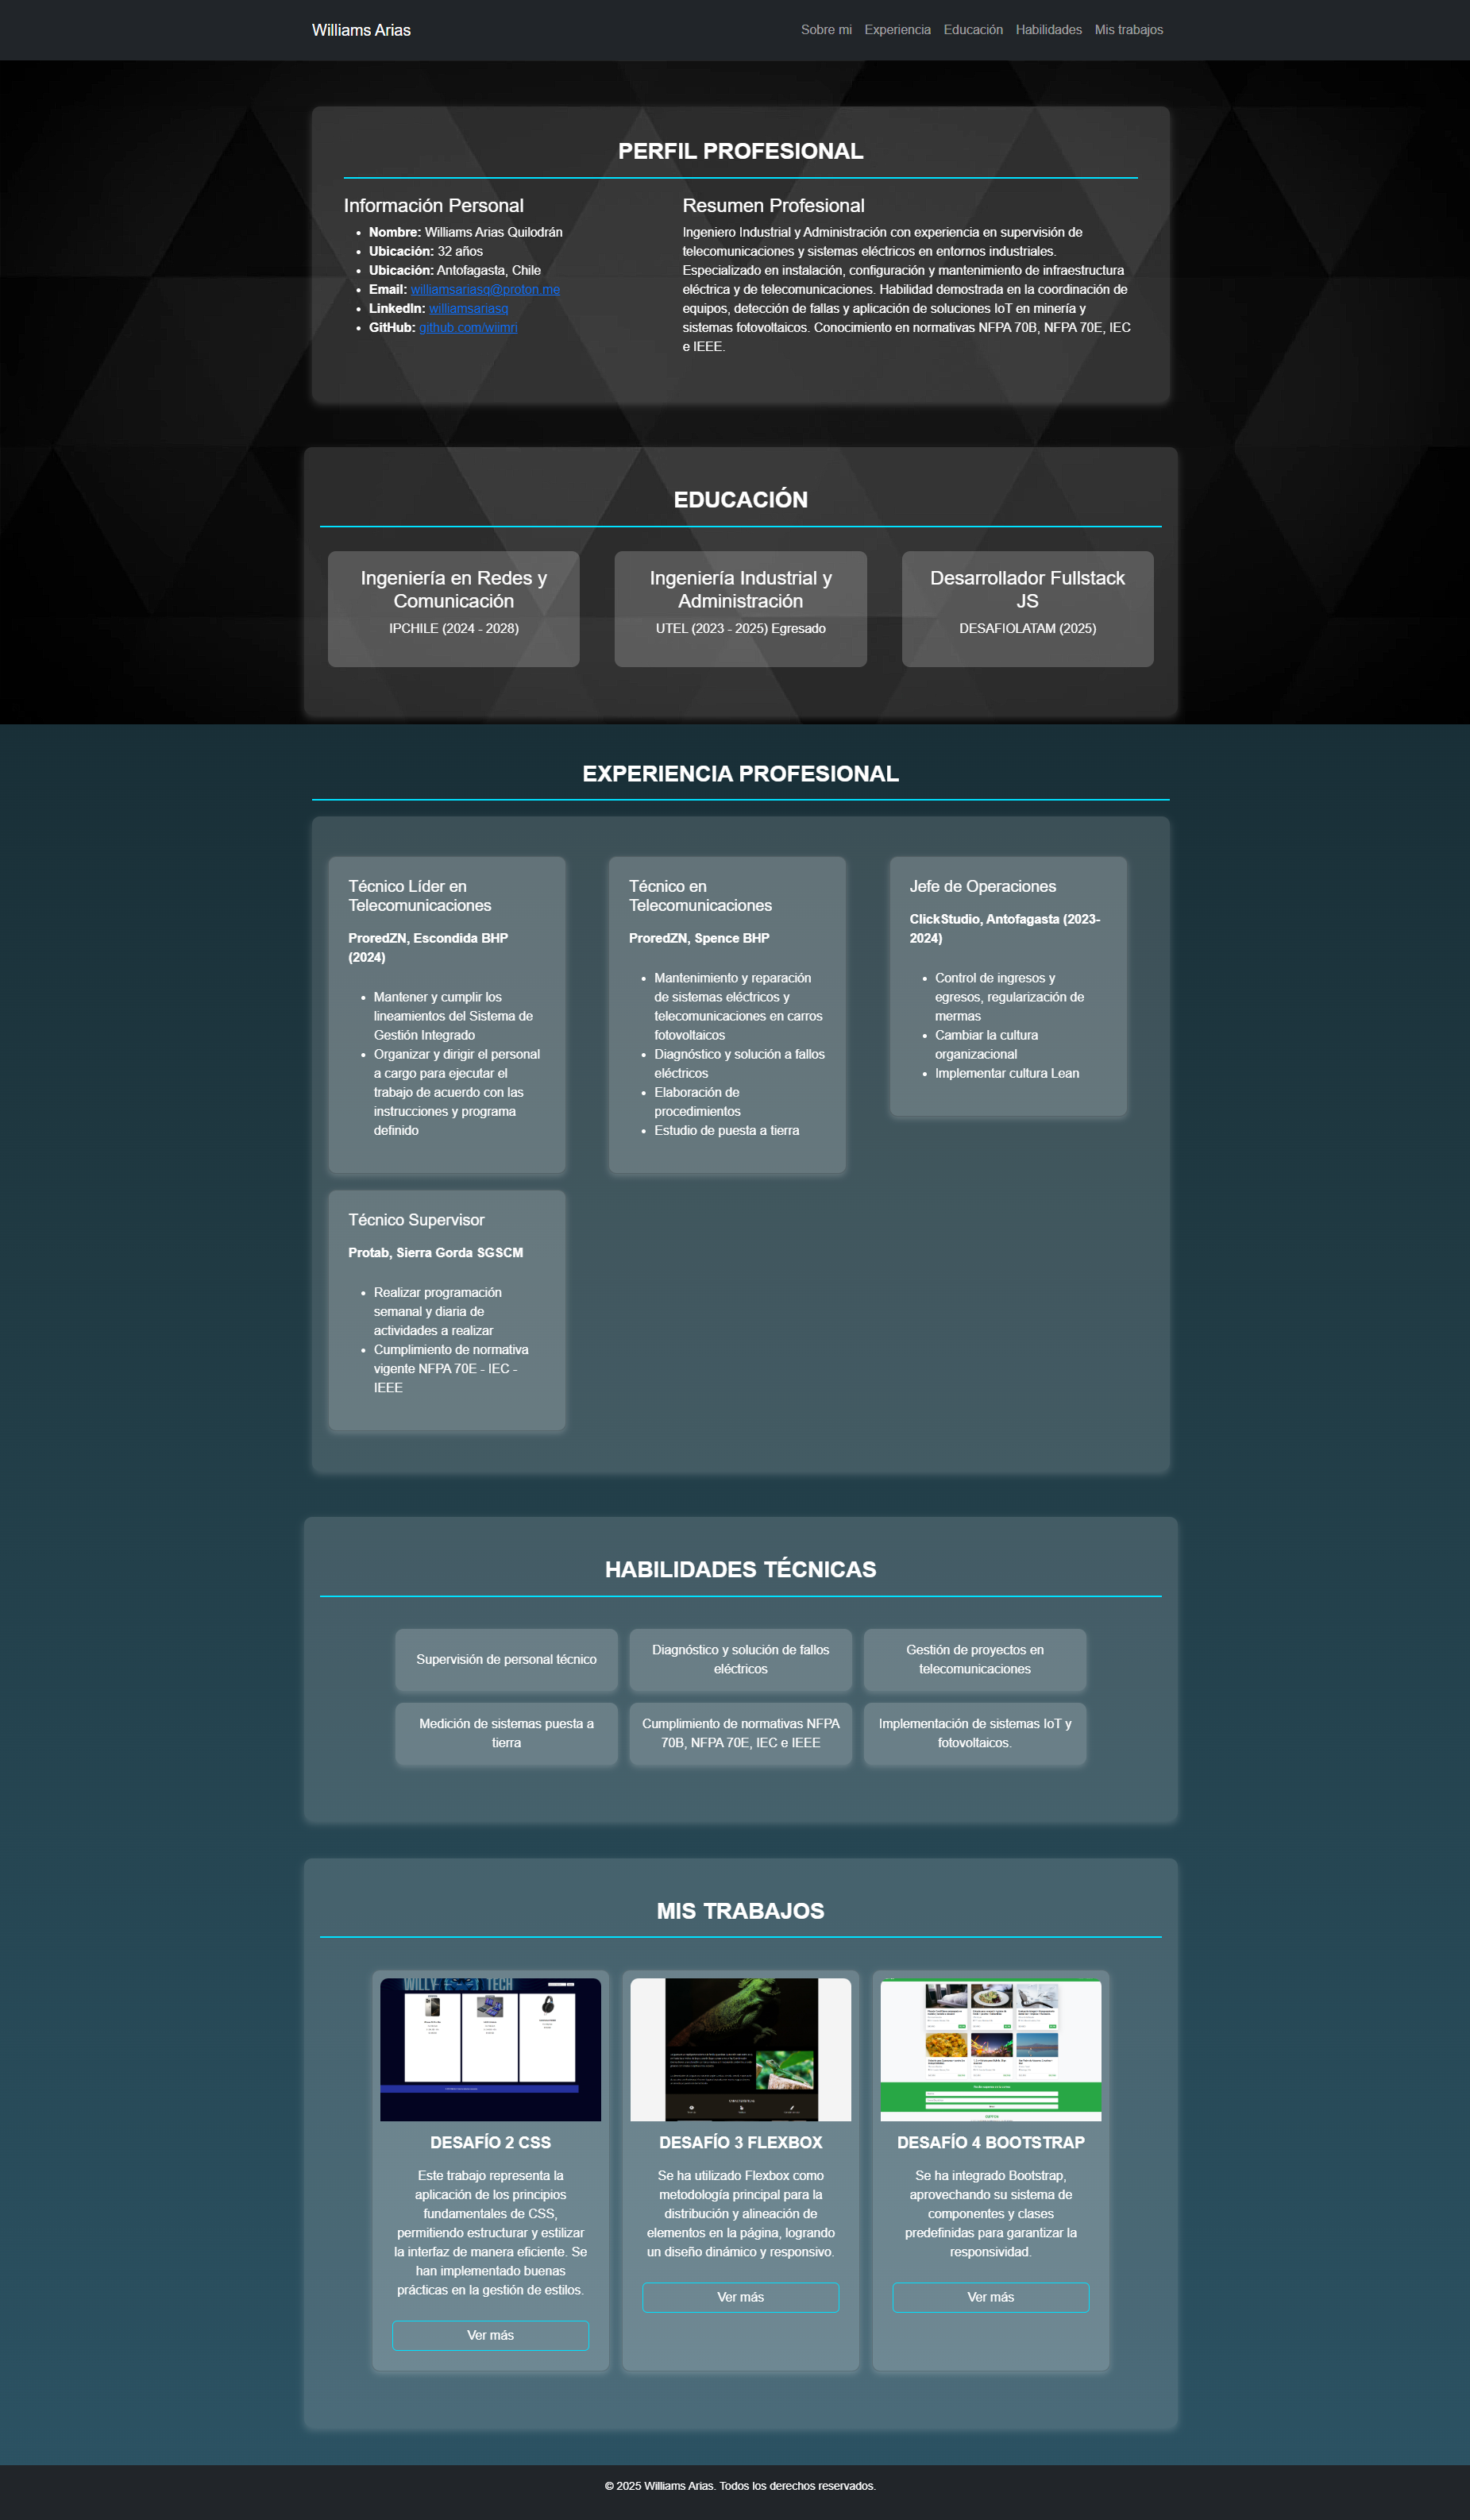 Williams Arias
Sobre mi Experiencia Educación Habilidades Mis trabajos
PERFIL PROFESIONAL
Información Personal
• Nombre: Williams Arias Quilodrán
• Ubicación: 32 años
• Ubicación: Antofagasta, Chile
• Email: williamsariasq@proton.me
• LinkedIn: williamsariasq
• GitHub: github.com/wiimri
Resumen Profesional
Ingeniero Industrial y Administración con experiencia en supervisión de
telecomunicaciones y sistemas eléctricos en entornos industriales.
Especializado en instalación, configuración y mantenimiento de infraestructura
eléctrica y de telecomunicaciones. Habilidad demostrada en la coordinación de
equipos, detección de fallas y aplicación de soluciones IoT en minería y
sistemas fotovoltaicos. Conocimiento en normativas NFPA 70B, NFPA 70E, IEC
e IEEE.
EDUCACIÓN
Ingeniería en Redes y
Comunicación
IPCHILE (2024 - 2028)
Ingeniería Industrial y
Administración
UTEL (2023 - 2025) Egresado
Desarrollador Fullstack
JS
DESAFIOLATAM (2025)
EXPERIENCIA PROFESIONAL
Técnico Líder en
Telecomunicaciones
ProredZN, Escondida BHP
(2024)
• Mantener y cumplir los
lineamientos del Sistema de
Gestión Integrado
• Organizar y dirigir el personal
a cargo para ejecutar el
trabajo de acuerdo con las
instrucciones y programa
definido
Técnico en
Telecomunicaciones
ProredZN, Spence BHP
• Mantenimiento y reparación
de sistemas eléctricos y
telecomunicaciones en carros
fotovoltaicos
• Diagnóstico y solución a fallos
eléctricos
• Elaboración de
procedimientos
• Estudio de puesta a tierra
Jefe de Operaciones
ClickStudio, Antofagasta (2023-
2024)
• Control de ingresos y
egresos, regularización de
mermas
• Cambiar la cultura
organizacional
• Implementar cultura Lean
Técnico Supervisor
Protab, Sierra Gorda SGSCM
• Realizar programación
semanal y diaria de
actividades a realizar
• Cumplimiento de normativa
vigente NFPA 70E - IEC -
IEEE
HABILIDADES TÉCNICAS
Supervisión de personal técnico
Diagnóstico y solución de fallos
eléctricos
Gestión de proyectos en
telecomunicaciones
Medición de sistemas puesta a
tierra
Cumplimiento de normativas NFPA
70B, NFPA 70E, IEC e IEEE
Implementación de sistemas IoT y
fotovoltaicos.
MIS TRABAJOS
DESAFÍO 2 CSS
Este trabajo representa la
aplicación de los principios
fundamentales de CSS,
permitiendo estructurar y estilizar
la interfaz de manera eficiente. Se
han implementado buenas
prácticas en la gestión de estilos.
Ver más
DESAFÍO 3 FLEXBOX
Se ha utilizado Flexbox como
metodología principal para la
distribución y alineación de
elementos en la página, logrando
un diseño dinámico y responsivo.
Ver más
DESAFÍO 4 BOOTSTRAP
Se ha integrado Bootstrap,
aprovechando su sistema de
componentes y clases
predefinidas para garantizar la
responsividad.
Ver más
© 2025 Williams Arias. Todos los derechos reservados.